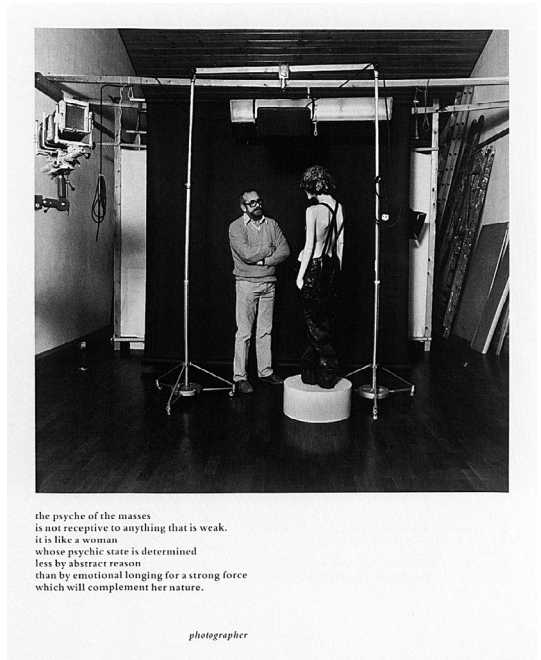 the psyche of the masses
is not receptive to anything that is weak.
it is like a woman
whose psychic state is determined
less by abstract reason
than by emotional longing for a strong force
which will complement her nature.
photographer